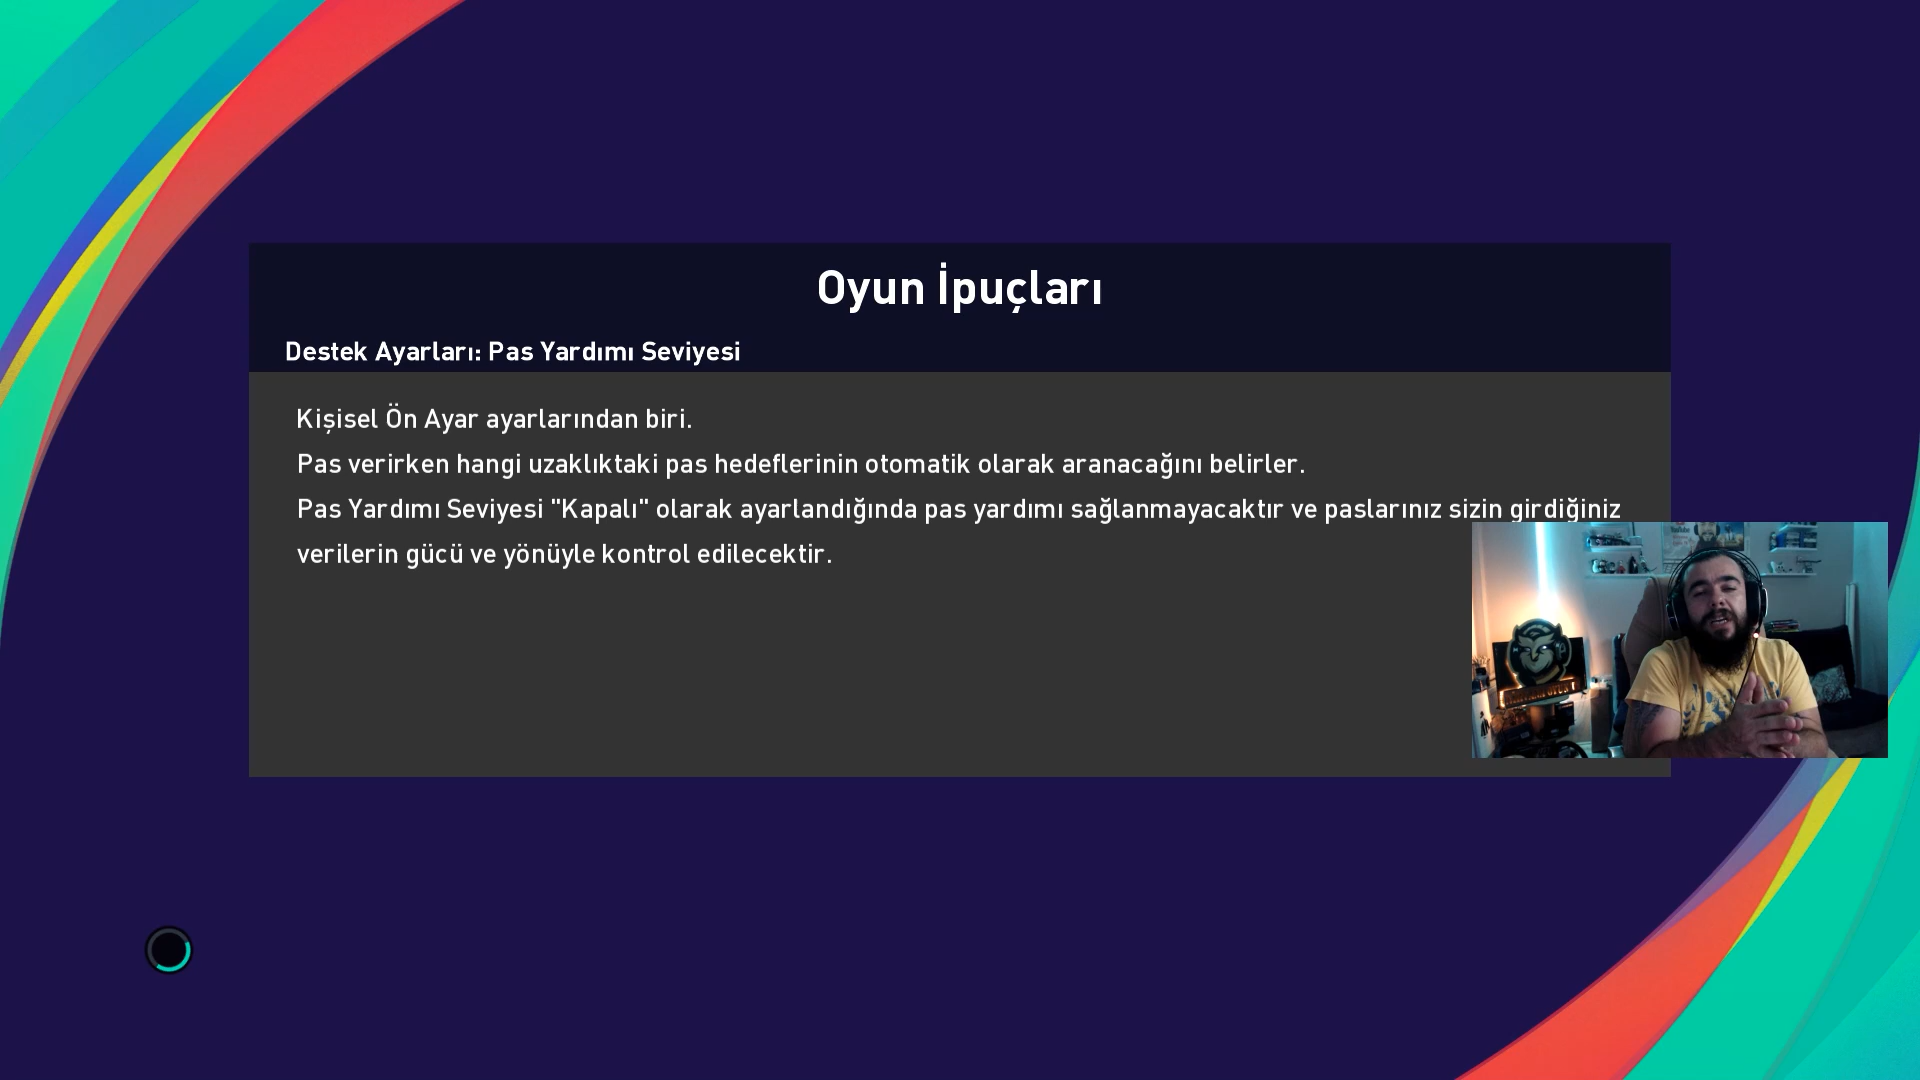 Oyun İpuçları
Destek Ayarları: Pas Yardımı Seviyesi
Kişisel Ön Ayar ayarlarından biri.
Pas verirken hangi uzaklıktaki pas hedeflerinin otomatik olarak aranacağını belirler.
Pas Yardımı Seviyesi "Kapalı" olarak ayarlandığında pas yardımı sağlanmayacaktır ve paslarınız sizin girdiğiniz
verilerin gücü ve yönüyle kontrol edilecektir.